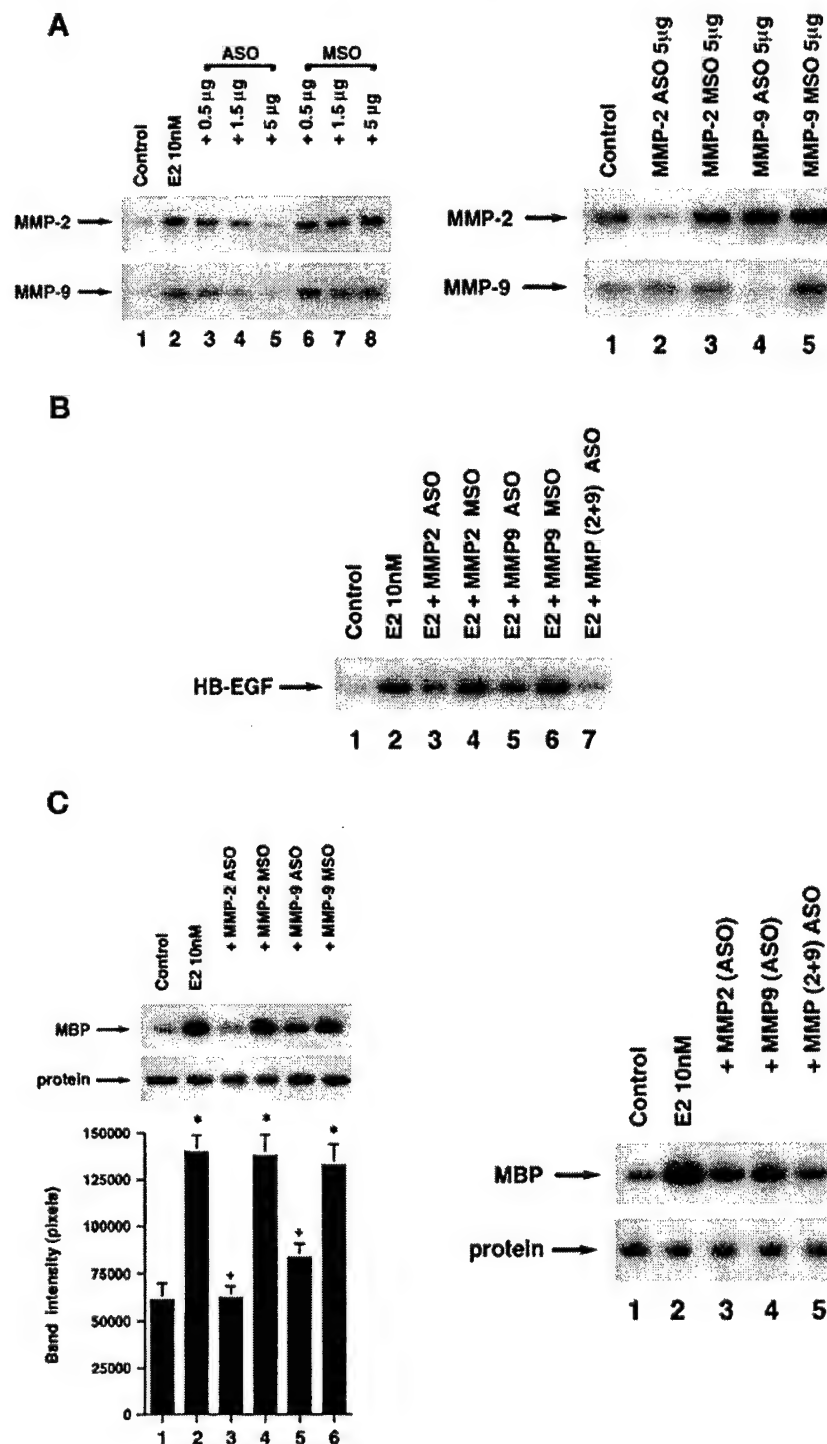 A
ASO
MSO
Control
E2 10nM
+ 0.5 µg
+ 1.5 µg
+ 5 µg
+ 0.5 µg
+ 1.5 µg
+ 5 µg
MMP-2
MMP-9
1 2 3 4 5 6 7 8
Control
MMP-2 ASO 5µg
MMP-2 MSO 5µg
MMP-9 ASO 5µg
MMP-9 MSO 5µg
MMP-2
MMP-9
1 2 3 4 5
B
Control
E2 10nM
E2 + MMP2 ASO
E2 + MMP2 MSO
E2 + MMP9 ASO
E2 + MMP9 MSO
E2 + MMP (2+9) ASO
HB-EGF
1 2 3 4 5 6 7
C
Control
E2 10nM
+ MMP-2 ASO
+ MMP-2 MSO
+ MMP-9 ASO
+ MMP-9 MSO
MBP
protein
Band intensity (pixels)
150000
125000
100000
75000
50000
25000
0
* + * + *
1 2 3 4 5 6
Control
E2 10nM
+ MMP2 (ASO)
+ MMP9 (ASO)
+ MMP (2+9) ASO
MBP
protein
1 2 3 4 5